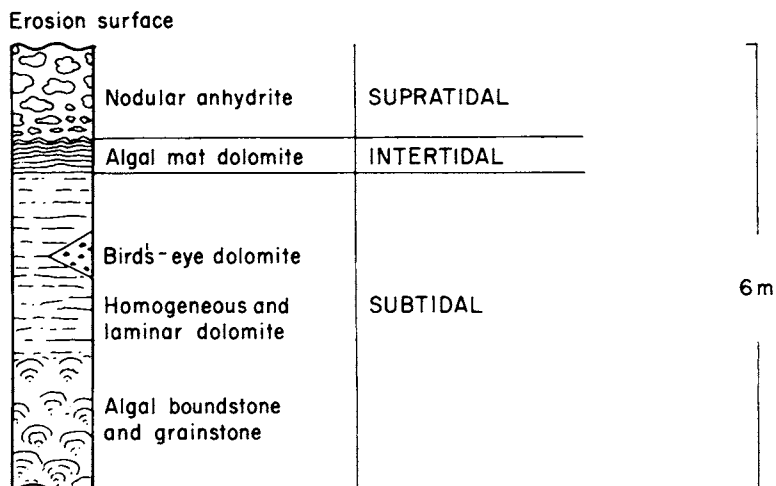 Erosion surface
Nodular anhydrite
SUPRATIDAL
Algal mat dolomite
INTERTIDAL
Bird's-eye dolomite
Homogeneous and
laminar dolomite
SUBTIDAL
6m
Algal boundstone
and grainstone